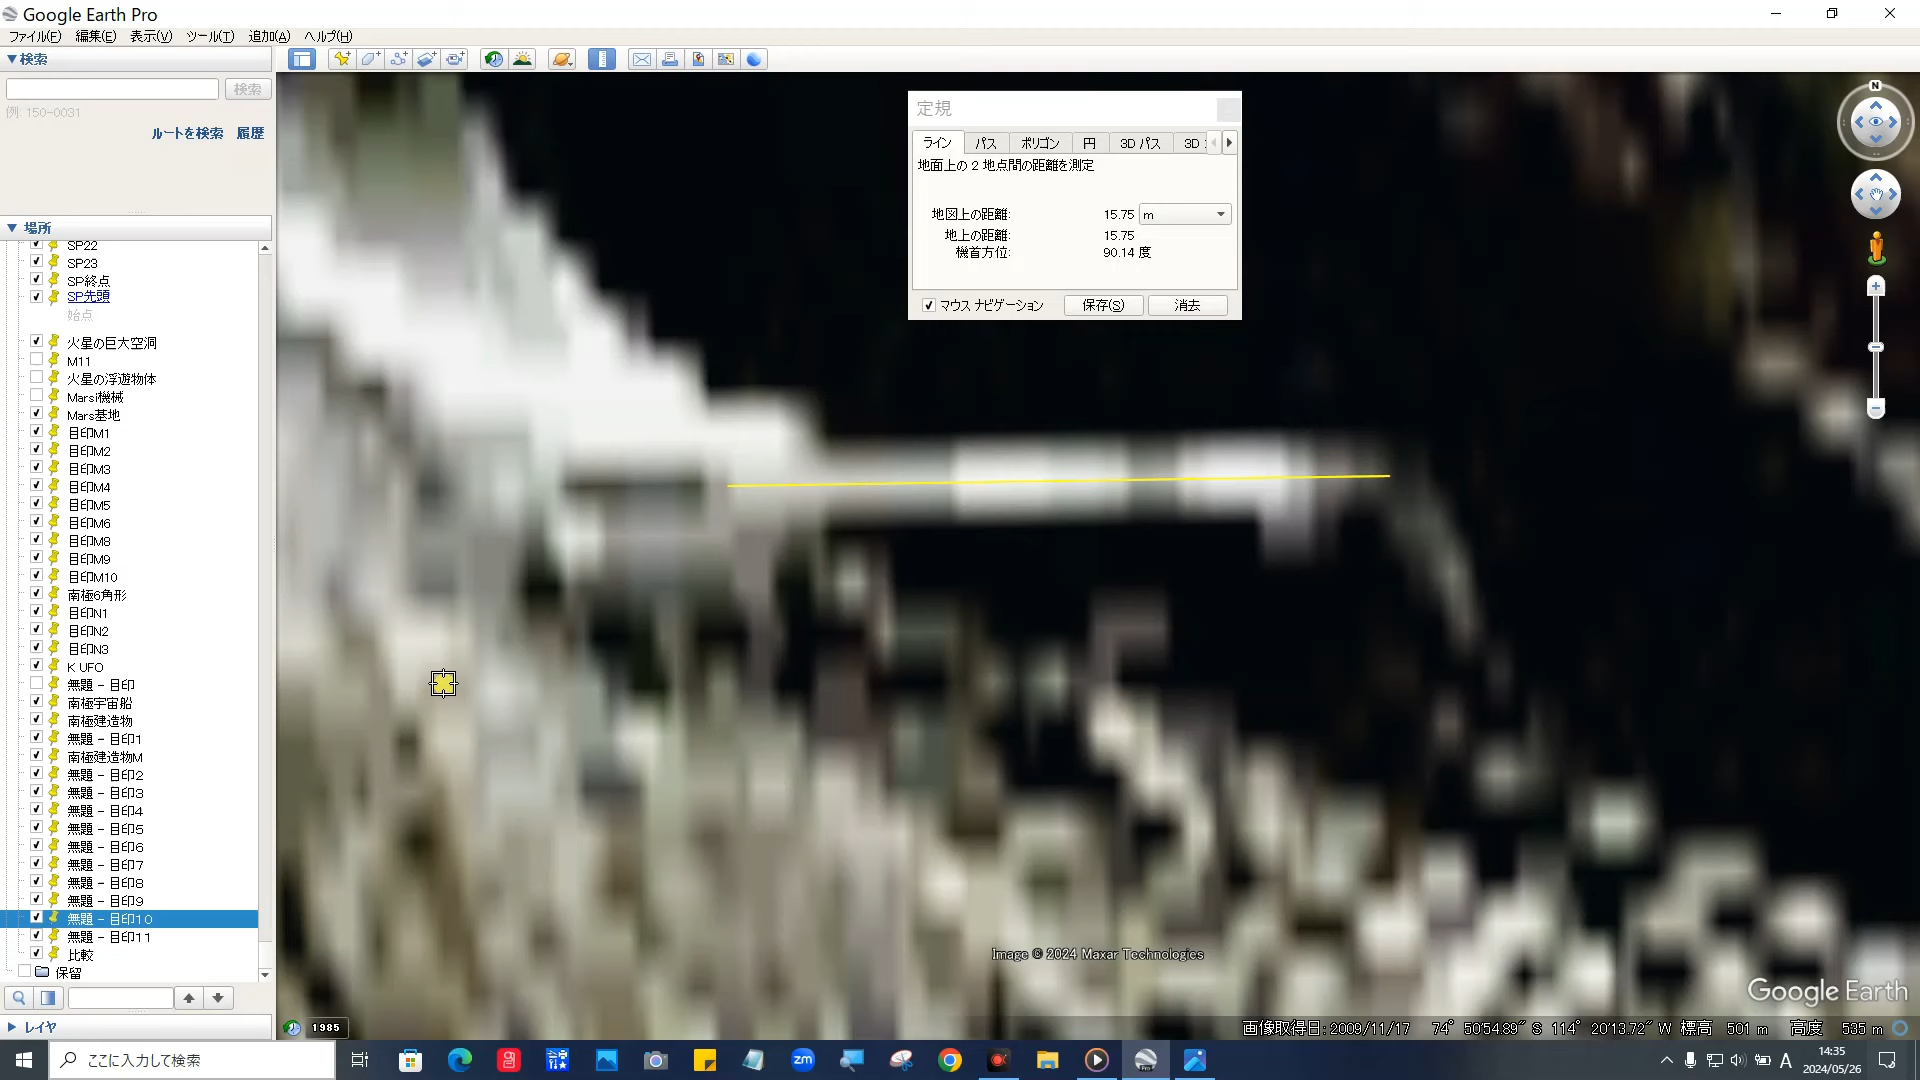 Google Earth Pro
ファイル(F) 編集(E) 表示(V) ツール(T) 追加(A) ヘルプ(H)
▼検索
検索
例: 150-0031
ルートを検索 履歴
▼ 場所
SP22
SP23
SP終点
SP先頭
始点
火星の巨大空洞
M11
火星の浮遊物体
Marsi機械
Mars基地
目印M1
目印M2
目印M3
目印M4
目印M5
目印M6
目印M8
目印M9
目印M10
南極6角形
目印N1
目印N2
目印N3
K UFO
無題 - 目印
南極宇宙船
南極建造物
無題 - 目印1
南極建造物M
無題 - 目印2
無題 - 目印3
無題 - 目印4
無題 - 目印5
無題 - 目印6
無題 - 目印7
無題 - 目印8
無題 - 目印9
無題 - 目印10
無題 - 目印11
比較
保留
レイヤ
定規
ライン パス ポリゴン 円 3D パス 3D
地面上の 2 地点間の距離を測定
地図上の距離: 15.75 m
地上の距離: 15.75
機首方位: 90.14 度
マウス ナビゲーション 保存(S) 消去
N
Image © 2024 Maxar Technologies
Google Earth
1985
画像取得日: 2009/11/17 74° 50'54.89" S 114° 20'13.72" W 標高 501 m 高度 535 m
ここに入力して検索
zm
Pro
A
14:35
2024/05/26